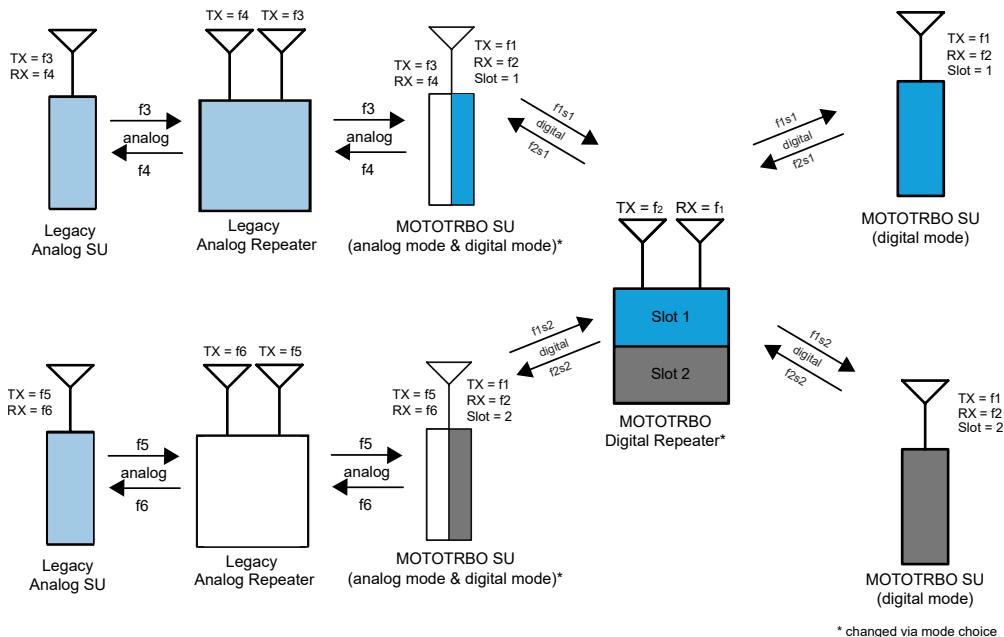 TX = f3
RX = f4
TX = f4
TX = f3
TX = f3
RX = f4
TX = f1
RX = f2
Slot = 1
TX = f1
RX = f2
Slot = 1
f3
analog
f4
f3
analog
f4
f1s1
digital
f2s1
f1s1
digital
f2s1
Legacy
Analog SU
Legacy
Analog Repeater
MOTOTRBO SU
(analog mode & digital mode)*
MOTOTRBO SU
(digital mode)
TX = f2
RX = f1
Slot 1
Slot 2
MOTOTRBO
Digital Repeater*
TX = f5
RX = f6
TX=f6
TX=f5
TX = f5
RX = f6
TX = f1
RX = f2
Slot = 2
f5
analog
f6
f5
analog
f6
f1s2
digital
f2s2
f1s2
digital
f2s2
TX = f1
RX = f2
Slot = 2
Legacy
Analog SU
Legacy
Analog Repeater
MOTOTRBO SU
(analog mode & digital mode)*
MOTOTRBO SU
(digital mode)
* changed via mode choice